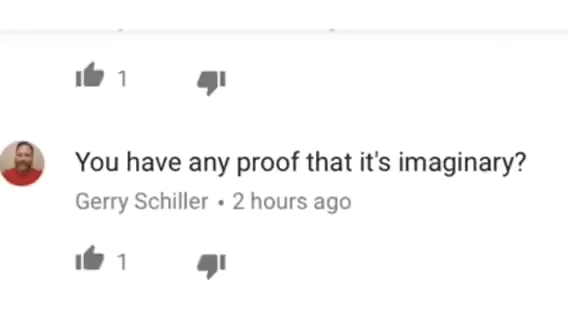 1
You have any proof that it's imaginary?
Gerry Schiller • 2 hours ago
1